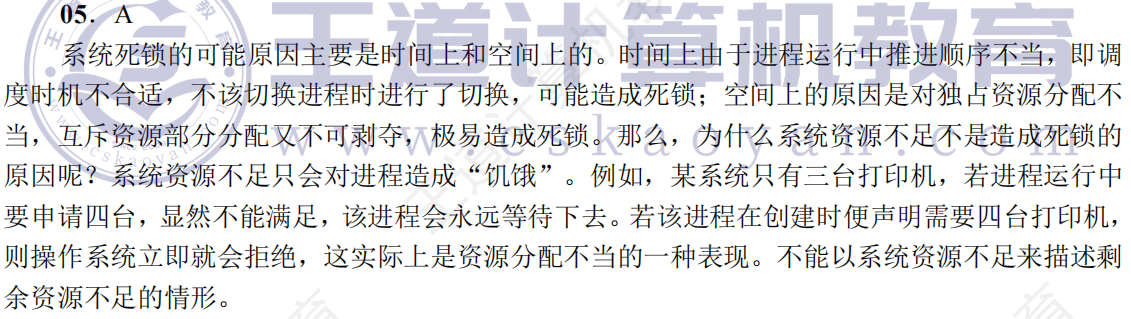 05. A
系统死锁的可能原因主要是时间上和空间上的。时间上由于进程运行中推进顺序不当，即调
度时机不合适，不该切换进程时进行了切换，可能造成死锁；空间上的原因是对独占资源分配不
当，互斥资源部分分配又不可剥夺，极易造成死锁。那么，为什么系统资源不足不是造成死锁的
原因呢？系统资源不足只会对进程造成“饥饿”。例如，某系统只有三台打印机，若进程运行中
要申请四台，显然不能满足，该进程会永远等待下去。若该进程在创建时便声明需要四台打印机，
则操作系统立即就会拒绝，这实际上是资源分配不当的一种表现。不能以系统资源不足来描述剩
余资源不足的情形。
王道计算机教育
www.cskaoyan.com
cskaoyan.com